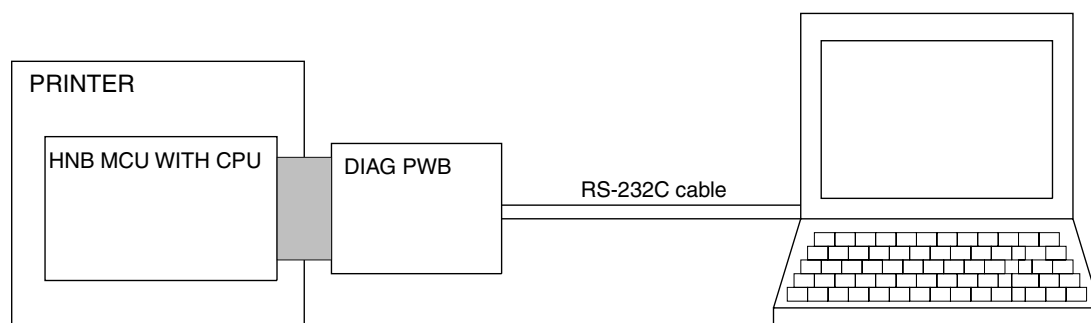 PRINTER
HNB MCU WITH CPU
DIAG PWB
RS-232C cable